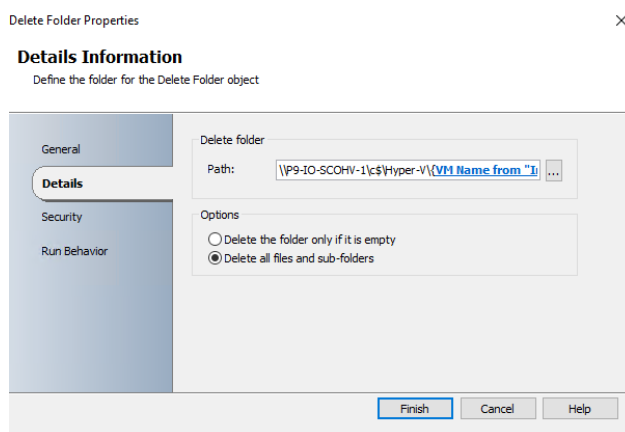 Delete Folder Properties
Details Information
Define the folder for the Delete Folder object
General
Details
Security
Run Behavior
Delete folder
Path:
\\P9-IO-SCOHV-1\c$\Hyper-V\{VM Name from "I
...
Options
Delete the folder only if it is empty
Delete all files and sub-folders
Finish
Cancel
Help